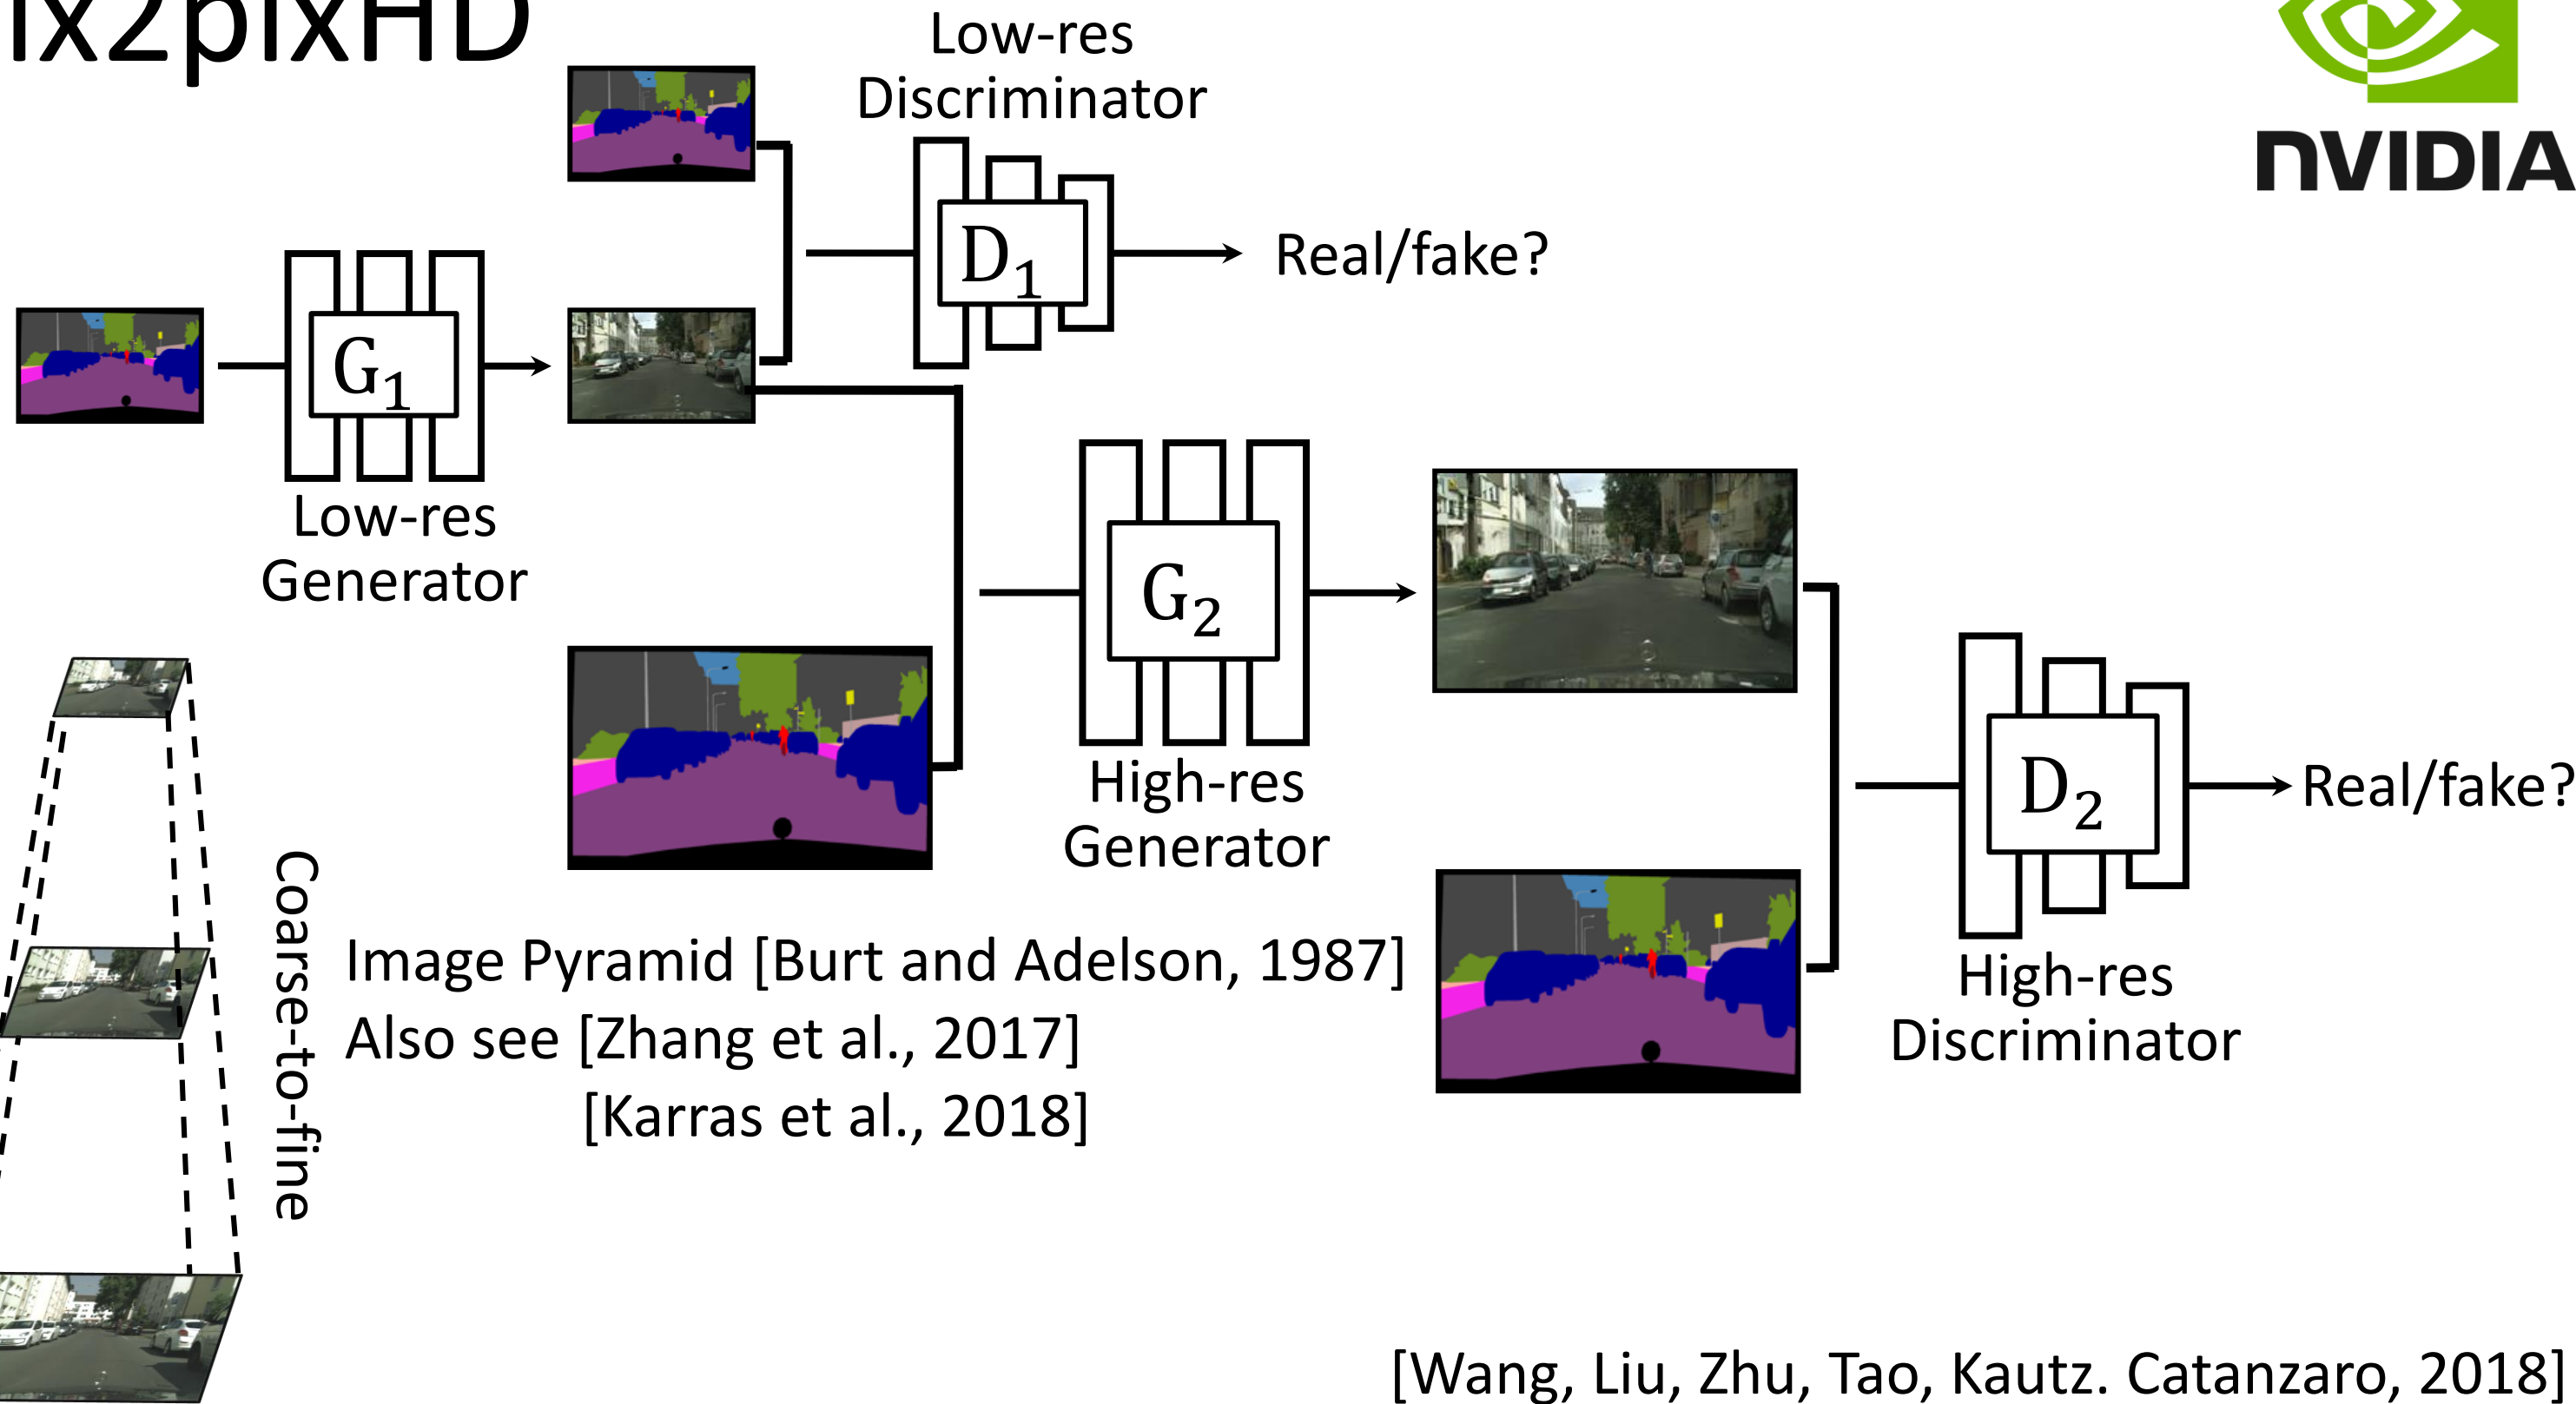 ix2pixHD
Low-res
Discriminator
NVIDIA
D1
Real/fake?
G1
Low-res
Generator
G2
High-res
Generator
D2
Real/fake?
High-res
Discriminator
Coarse-to-fine
Image Pyramid [Burt and Adelson, 1987]
Also see [Zhang et al., 2017]
[Karras et al., 2018]
[Wang, Liu, Zhu, Tao, Kautz. Catanzaro, 2018]